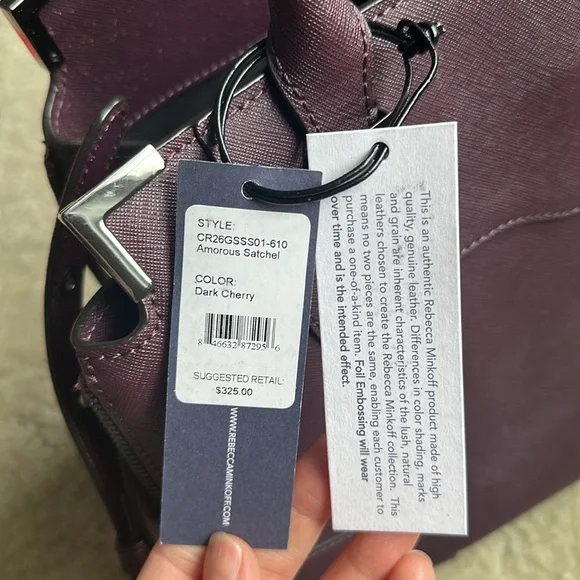 STYLE:
CR26GSSS01-610
Amorous Satchel
COLOR:
Dark Cherry
8 46632 87295 6
SUGGESTED RETAIL:
$325.00
WWW.REBECCAMINKOFF.COM
This is an authentic Rebecca Minkoff product made of high
quality, genuine leather. Differences in color shading, marks
and grain are inherent characteristics of the lush, natural
leathers chosen to create the Rebecca Minkoff collection. This
means no two pieces are the same, enabling each customer to
purchase a one-of-a-kind item. Foil Embossing will wear
over time and is the intended effect.